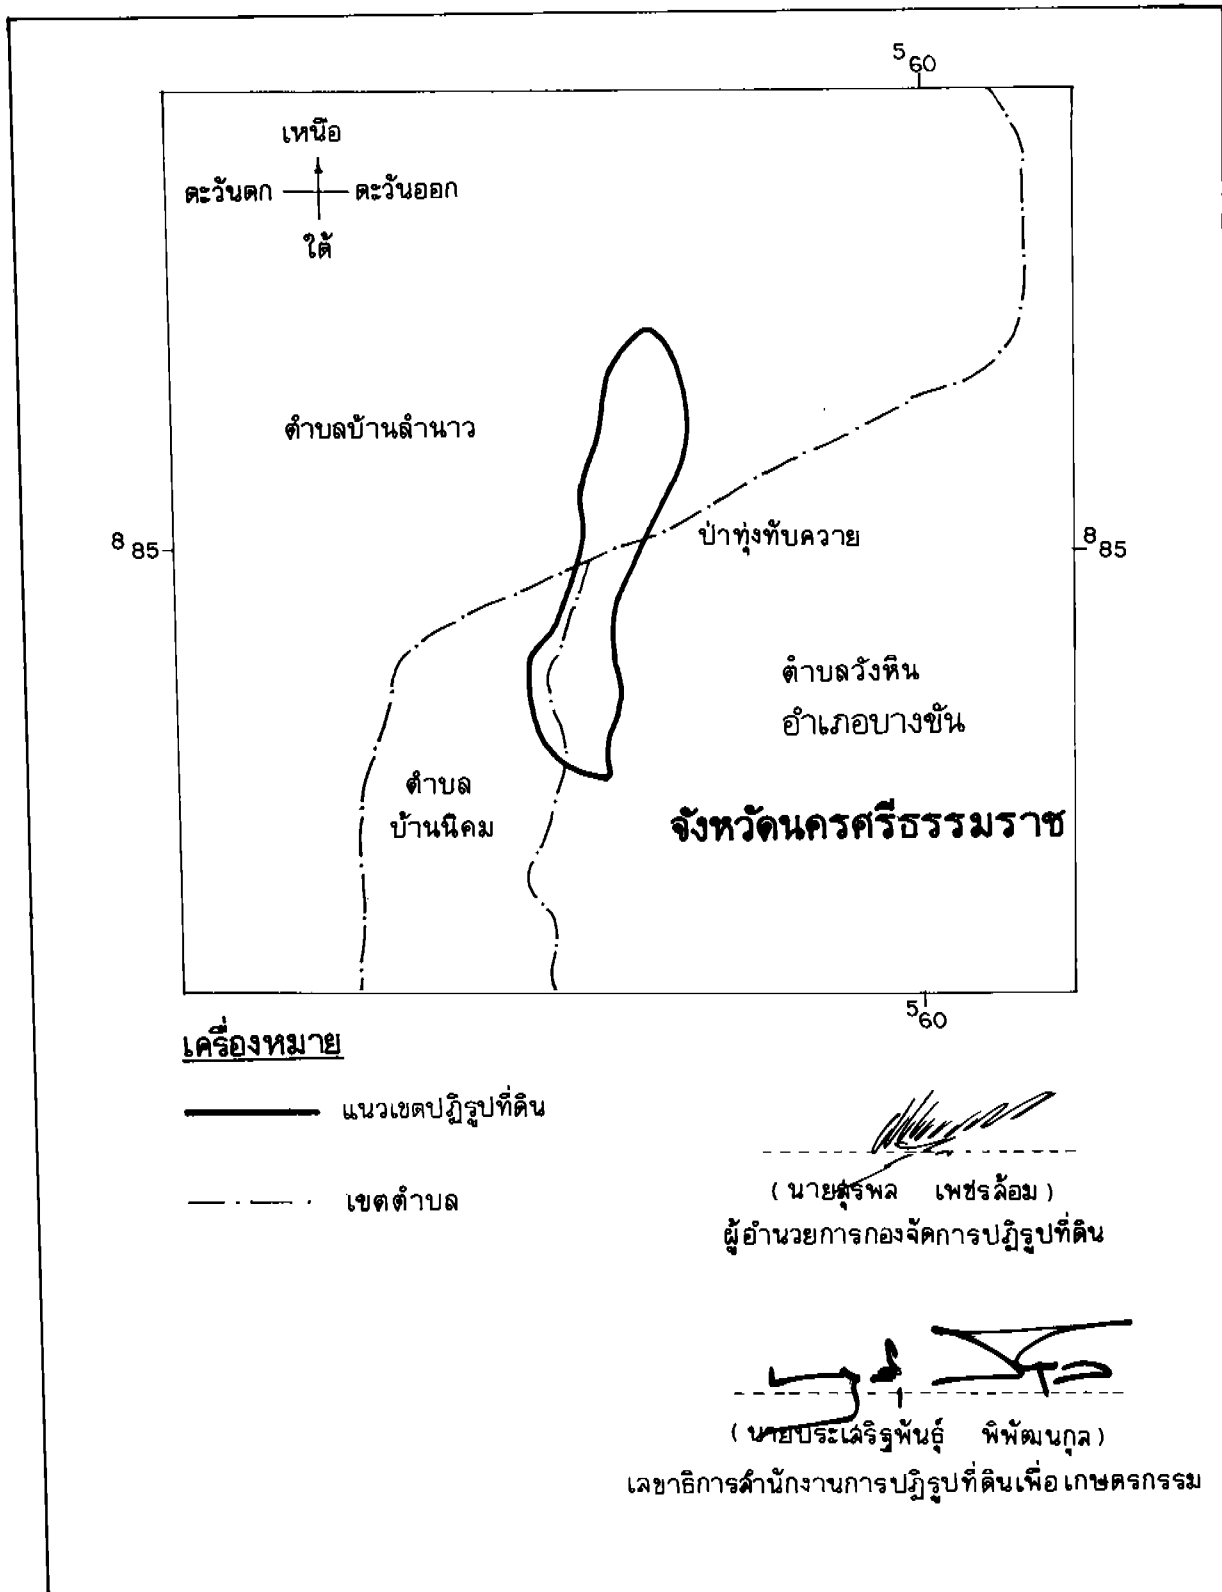 ⁵60
เหนือ
ตะวันตก ตะวันออก
ใต้
ตำบลบ้านลำนาว
ป่าทุ่งทับควาย
⁸85 ⁸85
ตำบลวังหิน
อำเภอบางขัน
ตำบล
บ้านนิคม
จังหวัดนครศรีธรรมราช
⁵60
เครื่องหมาย
แนวเขตปฏิรูปที่ดิน
เขตตำบล
( นายสุรพล เพชรล้อม )
ผู้อำนวยการกองจัดการปฏิรูปที่ดิน
( นายประเสริฐพันธุ์ พิพัฒนกุล )
เลขาธิการสำนักงานการปฏิรูปที่ดินเพื่อเกษตรกรรม